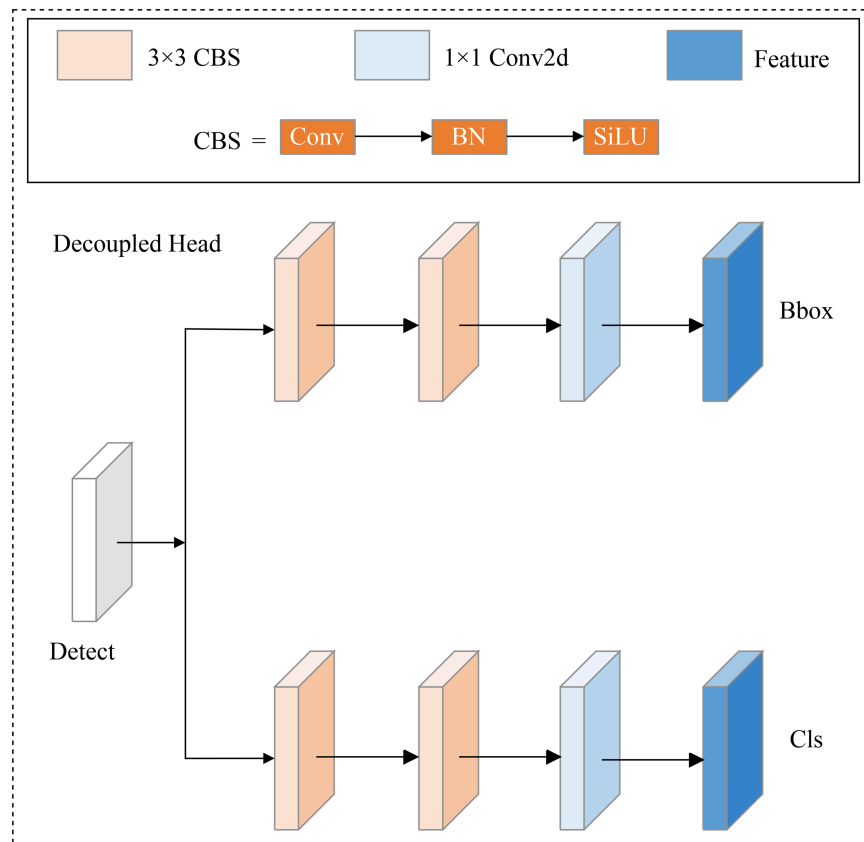 3×3 CBS
1×1 Conv2d
Feature
CBS = Conv BN SiLU
Decoupled Head
Bbox
Detect
Cls